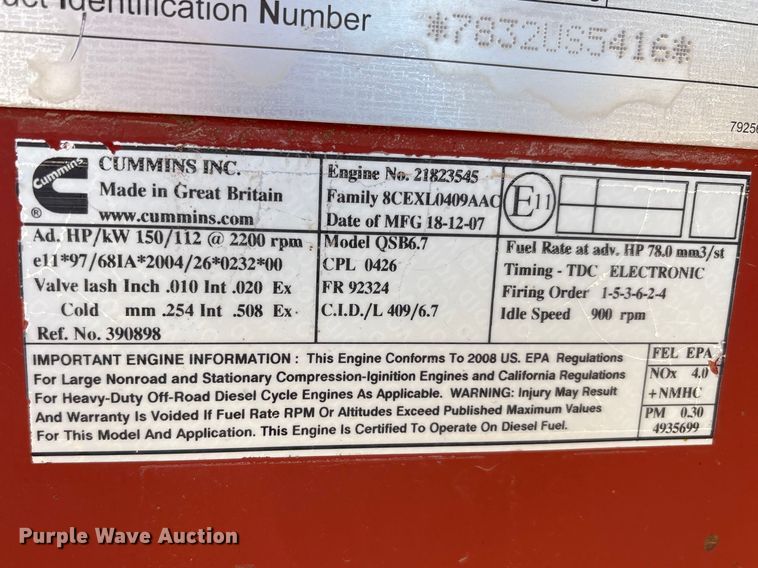 Identification Number
*7832US5416*
Cummins
®
CUMMINS INC.
Made in Great Britain
www.cummins.com
Engine No. 21823545
Family 8CEXL0409AAC
Date of MFG 18-12-07
E11
Ad. HP/kW 150/112 @ 2200 rpm
e11*97/68IA*2004/26*0232*00
Valve lash Inch .010 Int .020 Ex
Cold mm .254 Int .508 Ex
Ref. No. 390898
Model QSB6.7
CPL 0426
FR 92324
C.I.D./L 409/6.7
Fuel Rate at adv. HP 78.0 mm3/st
Timing - TDC ELECTRONIC
Firing Order 1-5-3-6-2-4
Idle Speed 900 rpm
IMPORTANT ENGINE INFORMATION : This Engine Conforms To 2008 US. EPA Regulations
For Large Nonroad and Stationary Compression-Ignition Engines and California Regulations
For Heavy-Duty Off-Road Diesel Cycle Engines As Applicable. WARNING: Injury May Result
And Warranty Is Voided If Fuel Rate RPM Or Altitudes Exceed Published Maximum Values
For This Model And Application. This Engine Is Certified To Operate On Diesel Fuel.
FEL EPA
NOx 4.0
+NMHC
PM 0.30
4935699
Purple Wave Auction